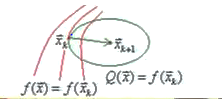 x⃗ₖ
x⃗ₖ₊₁
f(x⃗) = f(x⃗ₖ)
Q(x⃗) = f(x⃗ₖ)